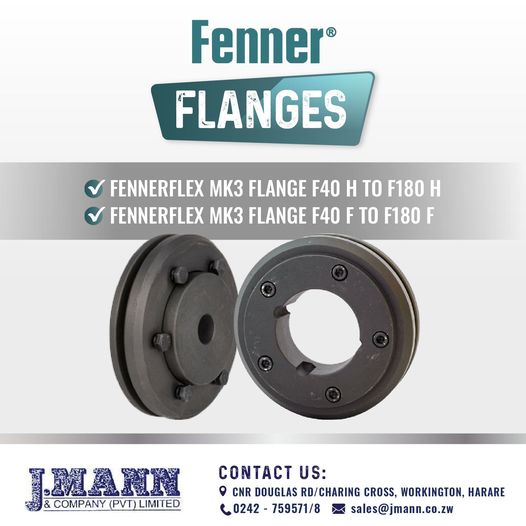 Fenner®
FLANGES
FENNERFLEX MK3 FLANGE F40 H TO F180 H
FENNERFLEX MK3 FLANGE F40 F TO F180 F
J.MANN
& COMPANY (PVT) LIMITED
CONTACT US:
CNR DOUGLAS RD/CHARING CROSS, WORKINGTON, HARARE
0242 - 759571/8 sales@jmann.co.zw